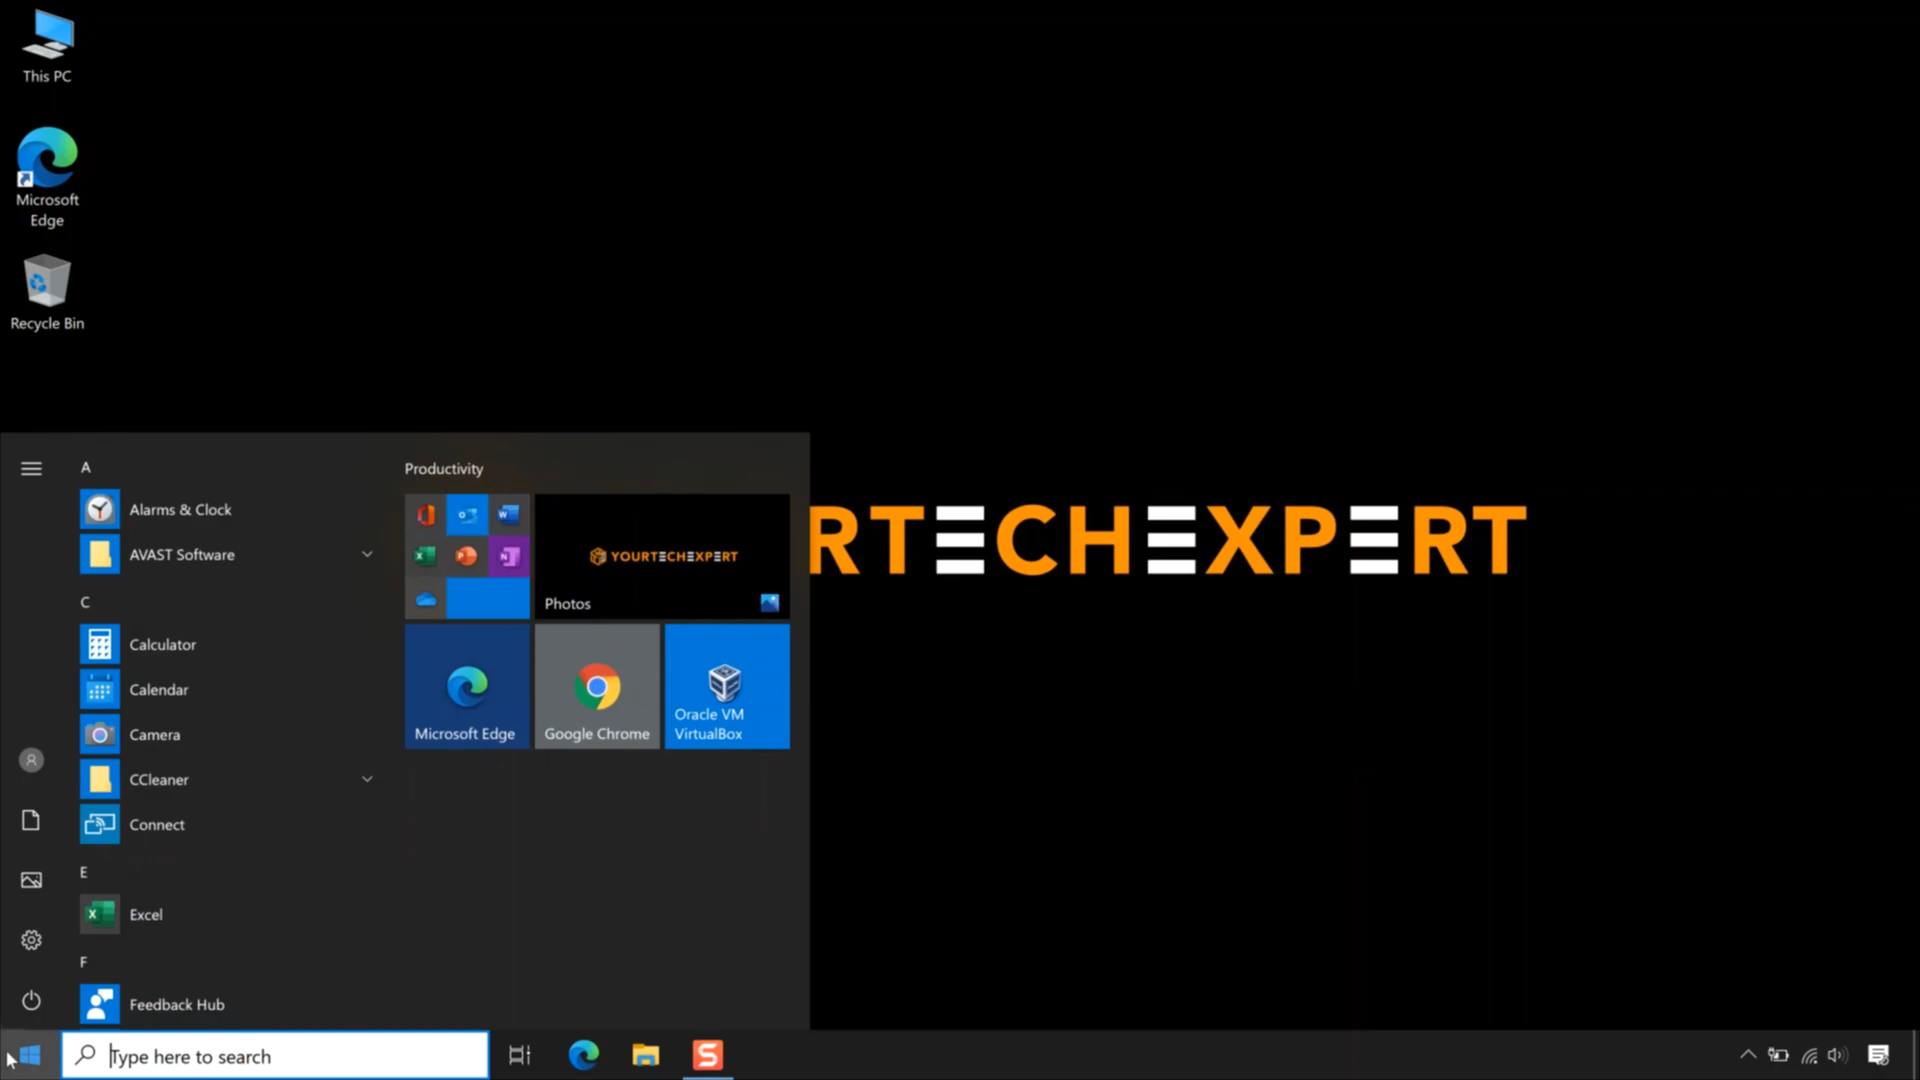 This PC
Microsoft
Edge
Recycle Bin
A
Alarms & Clock
AVAST Software
C
Calculator
Calendar
Camera
CCleaner
Connect
E
Excel
F
Feedback Hub
Productivity
YOURTECHEXPERT
Photos
Microsoft Edge
Google Chrome
Oracle VM
VirtualBox
RTECHEXPERT
Type here to search